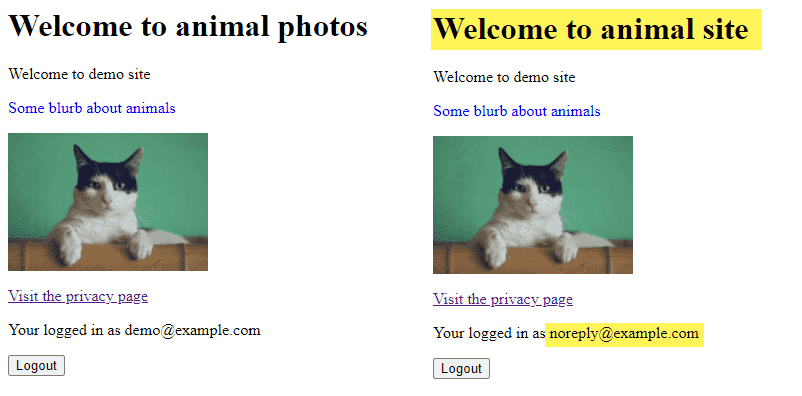 Welcome to animal photos
Welcome to demo site
Some blurb about animals
Visit the privacy page
Your logged in as demo@example.com
Logout
Welcome to animal site
Welcome to demo site
Some blurb about animals
Visit the privacy page
Your logged in as noreply@example.com
Logout